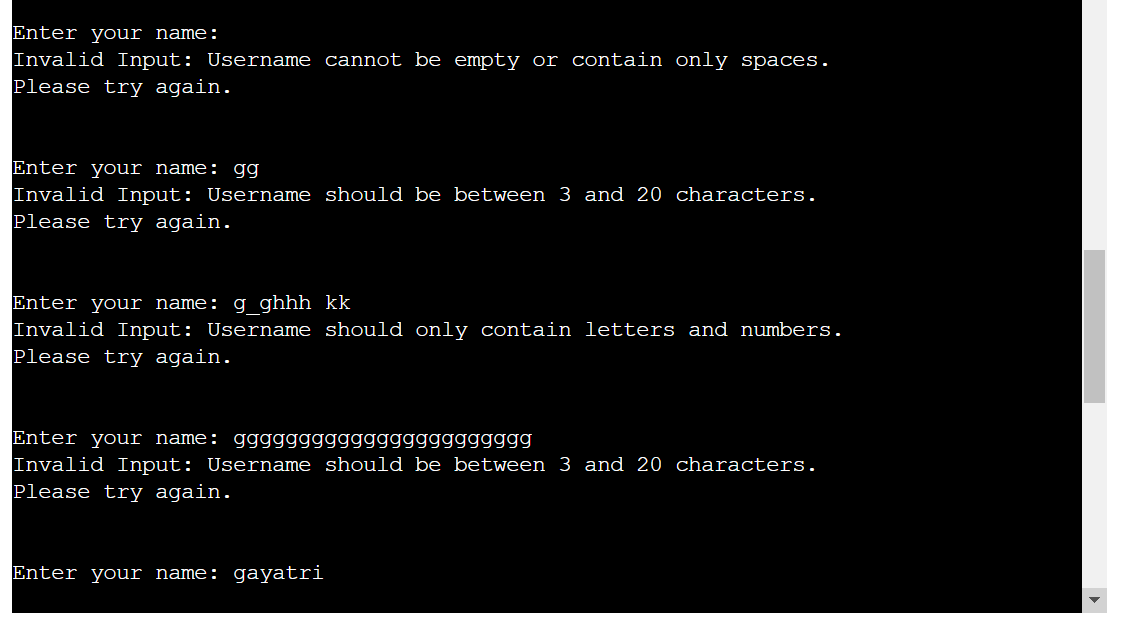 Enter your name:
Invalid Input: Username cannot be empty or contain only spaces.
Please try again.
Enter your name: gg
Invalid Input: Username should be between 3 and 20 characters.
Please try again.
Enter your name: g_ghhh kk
Invalid Input: Username should only contain letters and numbers.
Please try again.
Enter your name: ggggggggggggggggggggggg
Invalid Input: Username should be between 3 and 20 characters.
Please try again.
Enter your name: gayatri